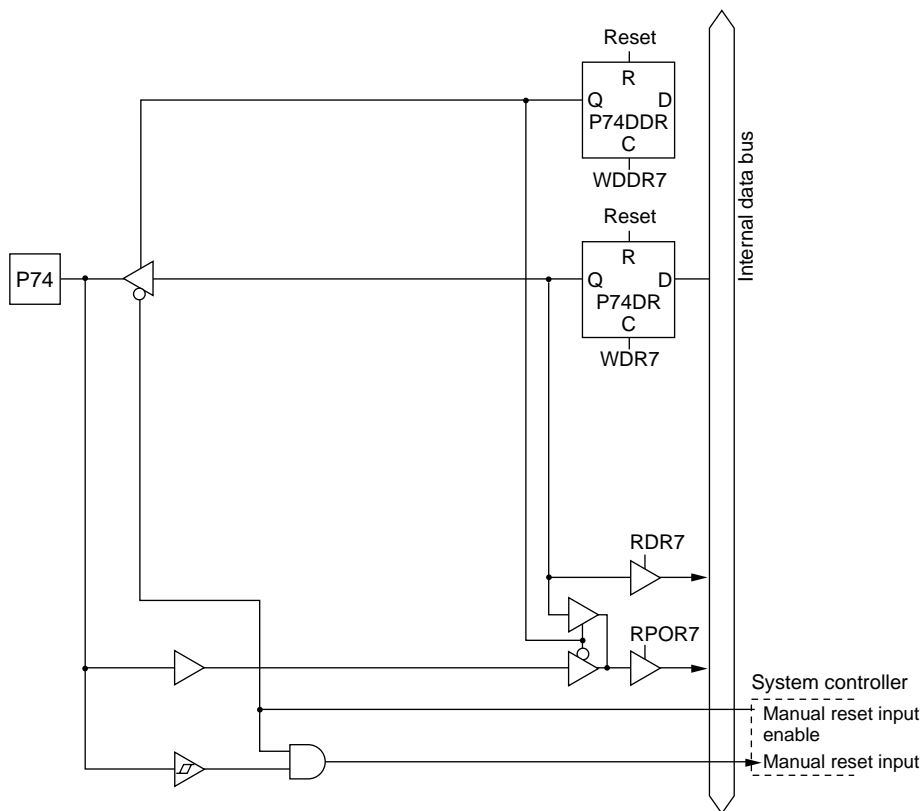 Reset
R
Q D
P74DDR
C
WDDR7
Internal data bus
Reset
R
P74
Q D
P74DR
C
WDR7
RDR7
RPOR7
System controller
Manual reset input
enable
Manual reset input